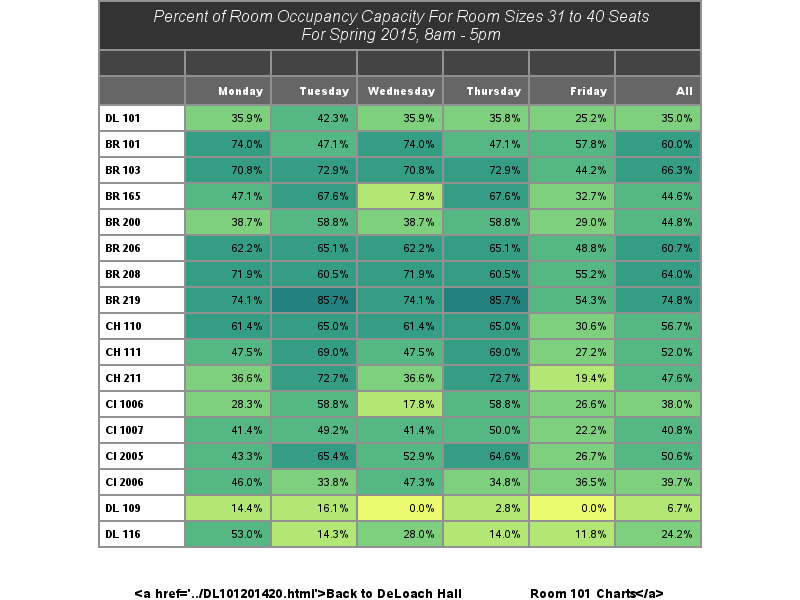 Percent of Room Occupancy Capacity For Room Sizes 31 to 40 Seats
For Spring 2015, 8am - 5pm
Monday Tuesday Wednesday Thursday Friday All
DL 101 35.9% 42.3% 35.9% 35.8% 25.2% 35.0%
BR 101 74.0% 47.1% 74.0% 47.1% 57.8% 60.0%
BR 103 70.8% 72.9% 70.8% 72.9% 44.2% 66.3%
BR 165 47.1% 67.6% 7.8% 67.6% 32.7% 44.6%
BR 200 38.7% 58.8% 38.7% 58.8% 29.0% 44.8%
BR 206 62.2% 65.1% 62.2% 65.1% 48.8% 60.7%
BR 208 71.9% 60.5% 71.9% 60.5% 55.2% 64.0%
BR 219 74.1% 85.7% 74.1% 85.7% 54.3% 74.8%
CH 110 61.4% 65.0% 61.4% 65.0% 30.6% 56.7%
CH 111 47.5% 69.0% 47.5% 69.0% 27.2% 52.0%
CH 211 36.6% 72.7% 36.6% 72.7% 19.4% 47.6%
CI 1006 28.3% 58.8% 17.8% 58.8% 26.6% 38.0%
CI 1007 41.4% 49.2% 41.4% 50.0% 22.2% 40.8%
CI 2005 43.3% 65.4% 52.9% 64.6% 26.7% 50.6%
CI 2006 46.0% 33.8% 47.3% 34.8% 36.5% 39.7%
DL 109 14.4% 16.1% 0.0% 2.8% 0.0% 6.7%
DL 116 53.0% 14.3% 28.0% 14.0% 11.8% 24.2%
<a href='../DL101201420.html'>Back to DeLoach Hall Room 101 Charts</a>